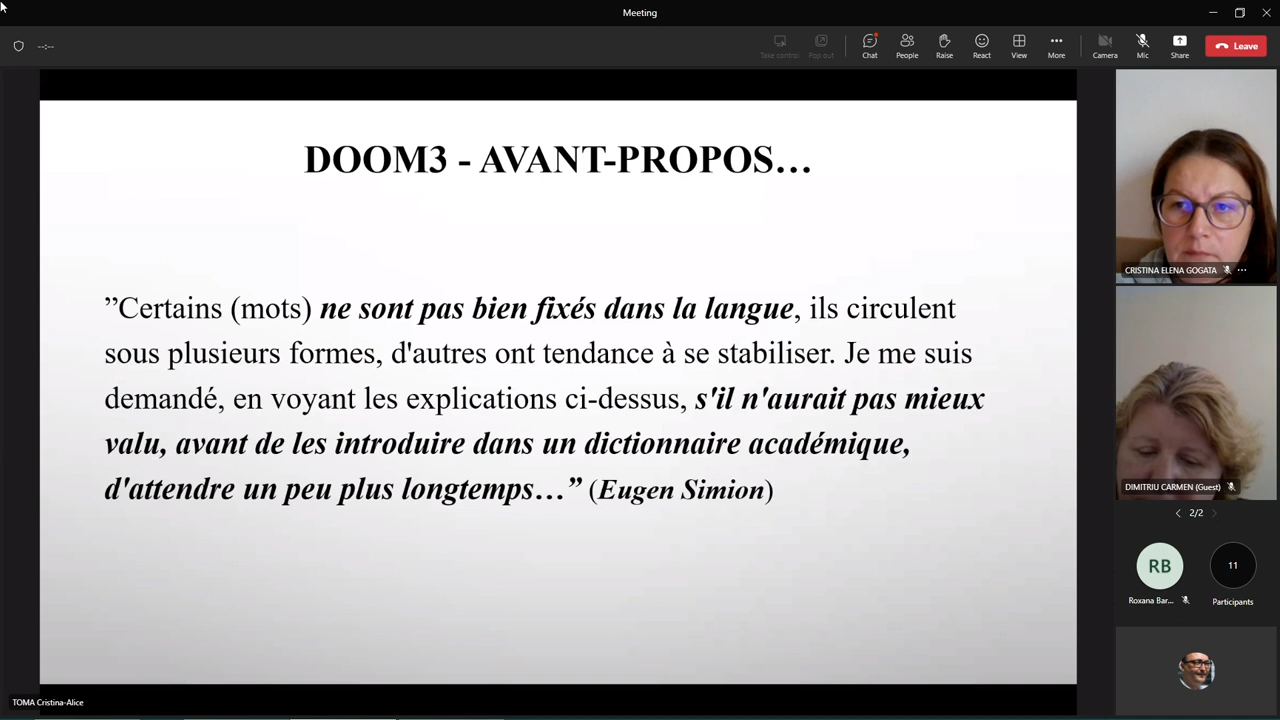 Meeting
--:--
Take control
Pop out
Chat
People
Raise
React
View
More
Camera
Mic
Share
Leave
DOOM3 - AVANT-PROPOS…
”Certains (mots) ne sont pas bien fixés dans la langue, ils circulent
sous plusieurs formes, d'autres ont tendance à se stabiliser. Je me suis
demandé, en voyant les explications ci-dessus, s'il n'aurait pas mieux
valu, avant de les introduire dans un dictionnaire académique,
d'attendre un peu plus longtemps…” (Eugen Simion)
CRISTINA ELENA GOGATA
DIMITRIU CARMEN (Guest)
2/2
RB
11
Roxana Bar...
Participants
TOMA Cristina-Alice